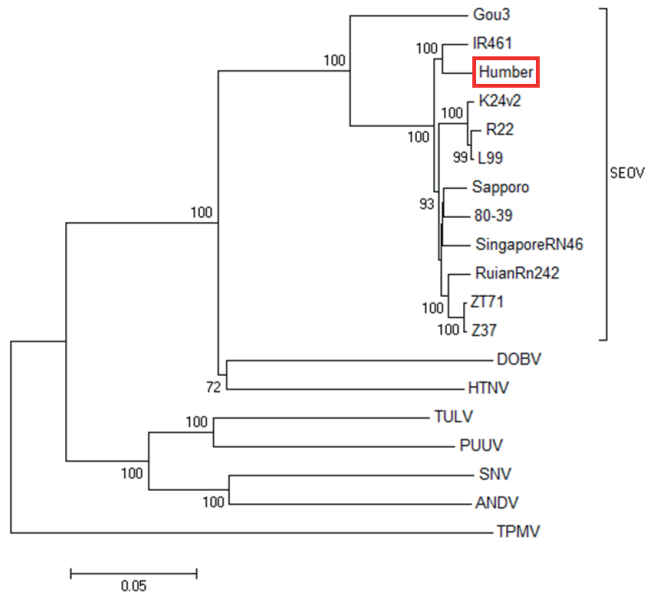 Gou3
100
IR461
100
Humber
100
K24v2
100
R22
99
L99
SEOV
Sapporo
93
80-39
100
SingaporeRN46
RuianRn242
100
ZT71
100
Z37
DOBV
72
HTNV
100
TULV
PUUV
100
SNV
100
ANDV
TPMV
0.05